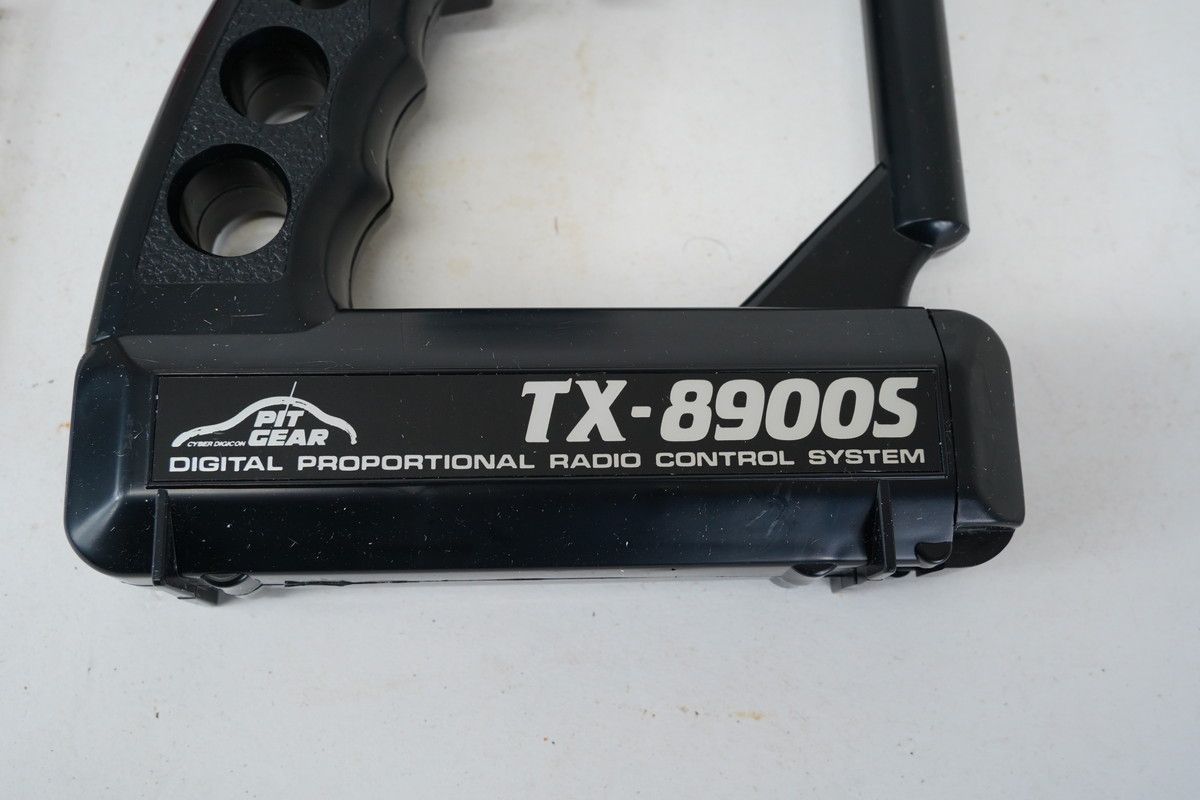 PIT
CYBER DIGICON GEAR
TX-8900S
DIGITAL PROPORTIONAL RADIO CONTROL SYSTEM